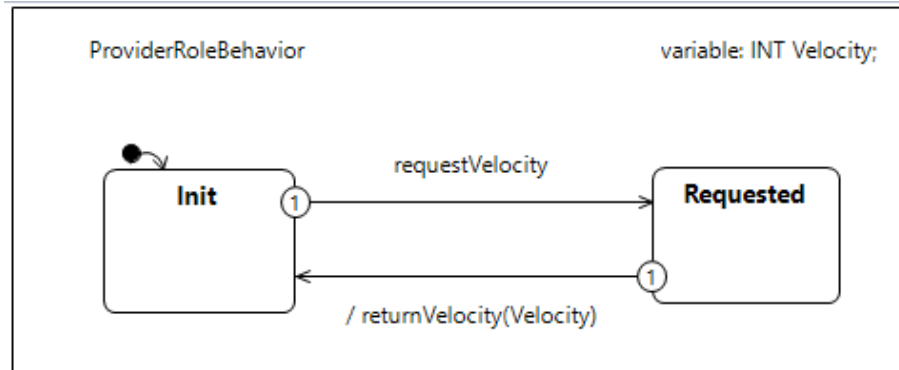 ProviderRoleBehavior
variable: INT Velocity;
requestVelocity
Init
1
Requested
1
/ returnVelocity(Velocity)